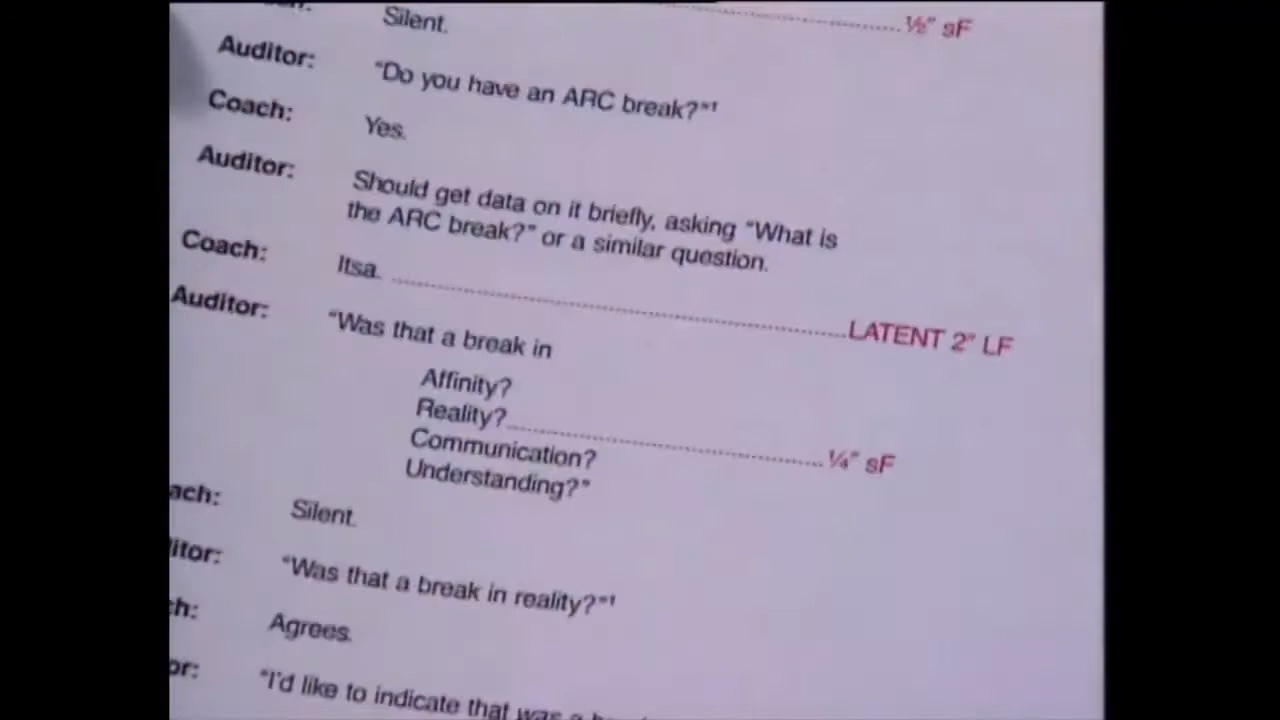 Silent.
½" sF
Auditor:
"Do you have an ARC break?"¹
Coach:
Yes.
Auditor:
Should get data on it briefly, asking "What is
the ARC break?" or a similar question.
Coach:
Itsa. ........LATENT 2" LF
Auditor:
"Was that a break in
Affinity?
Reality?........¼" sF
Communication?
Understanding?"
ach:
Silent.
itor:
"Was that a break in reality?"¹
ch:
Agrees.
or:
"I'd like to indicate that was a